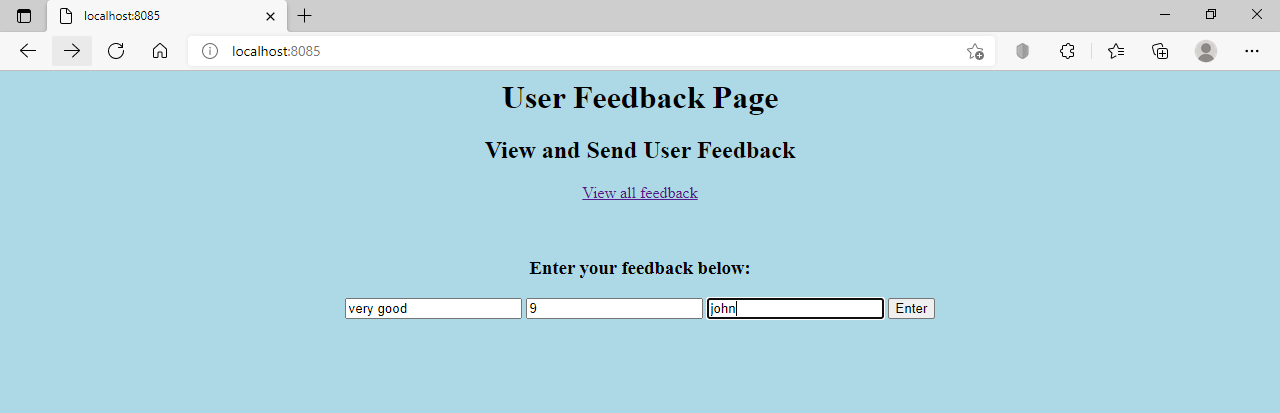 localhost:8085
localhost:8085
User Feedback Page
View and Send User Feedback
View all feedback
Enter your feedback below:
very good 9 john Enter